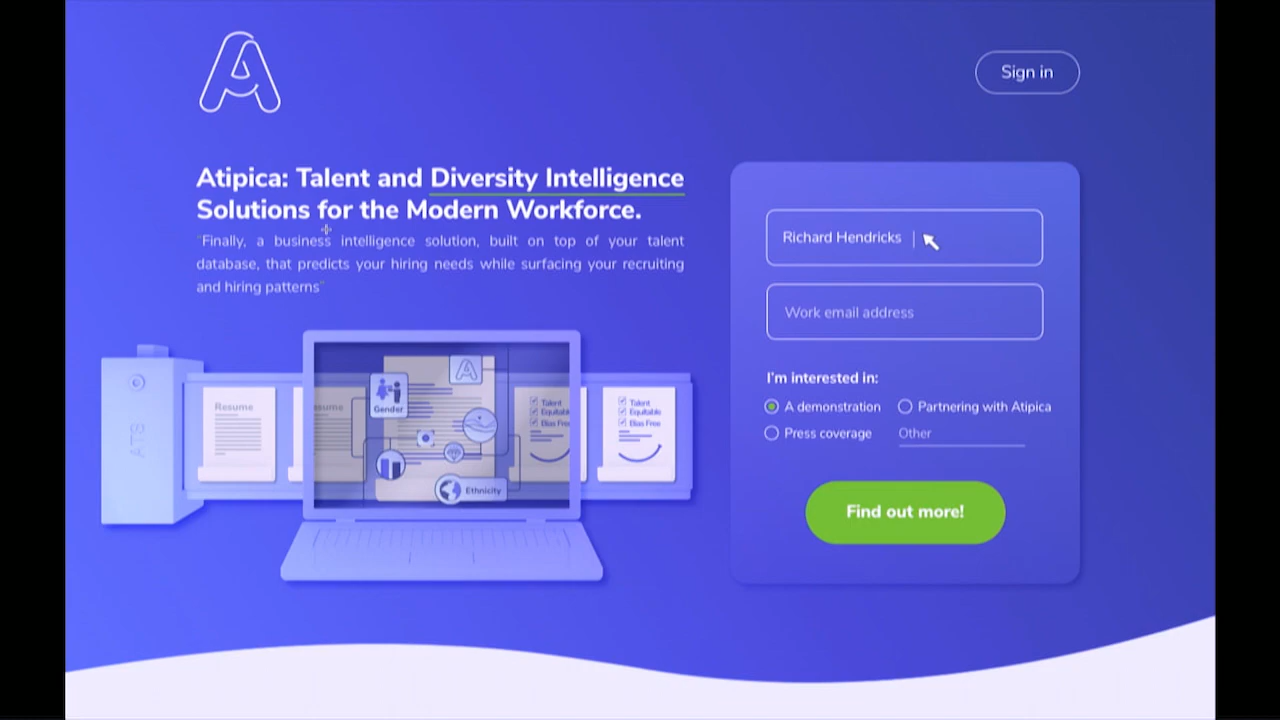 A
Sign in
Atipica: Talent and Diversity Intelligence
Solutions for the Modern Workforce.
"Finally, a business intelligence solution, built on top of your talent
database, that predicts your hiring needs while surfacing your recruiting
and hiring patterns"
Richard Hendricks
Work email address
I'm interested in:
A demonstration
Partnering with Atipica
Press coverage
Other
Find out more!
ATS
Resume
esume
A
Gender
Ethnicity
Talent
Equitabl
Bias Fre
Talent
Equitable
Bias Free